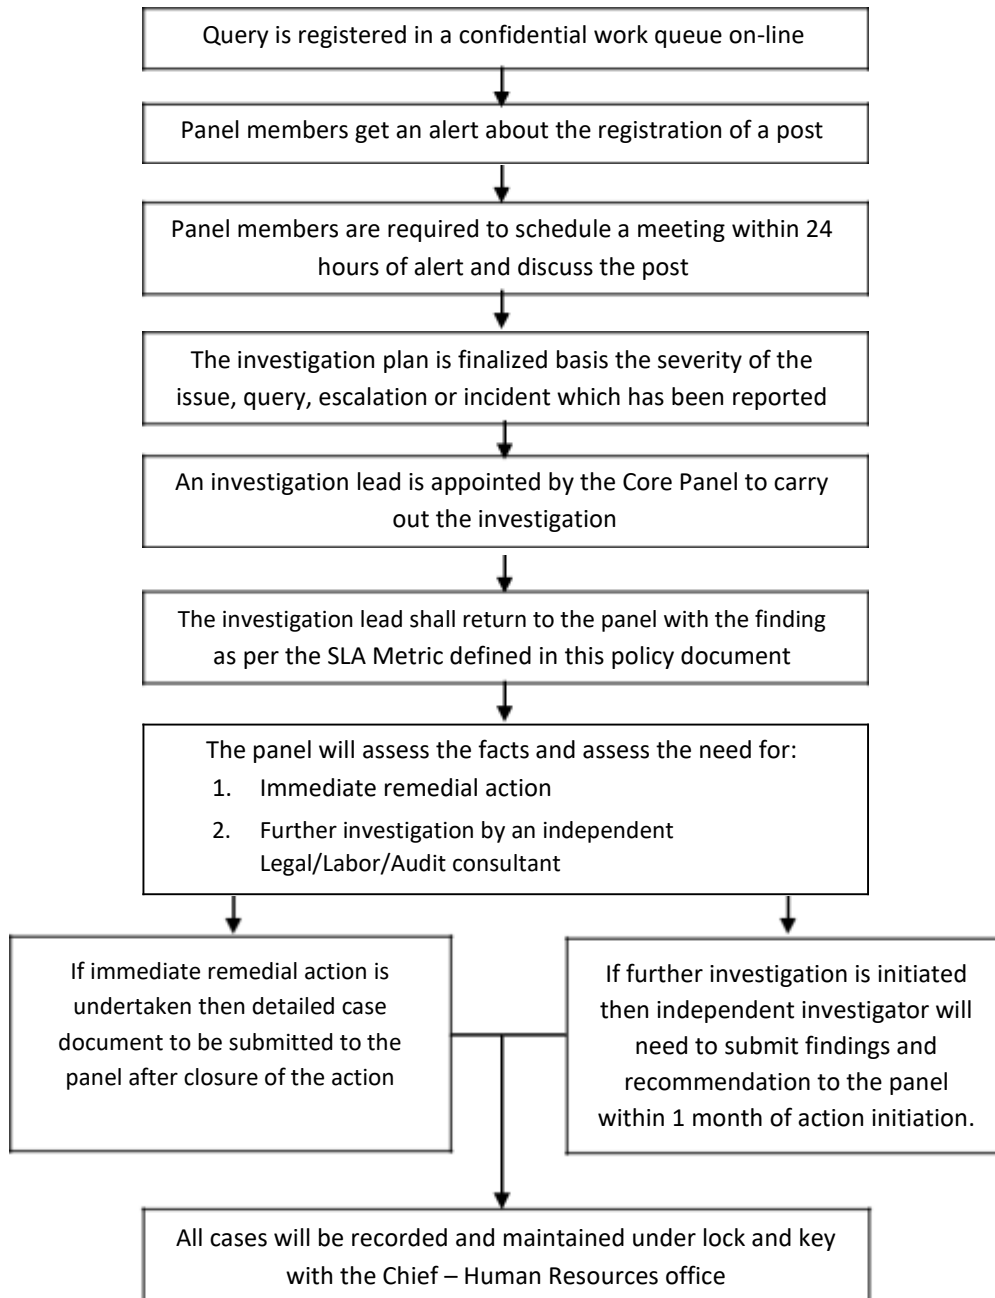 Query is registered in a confidential work queue on-line
Panel members get an alert about the registration of a post
Panel members are required to schedule a meeting within 24
hours of alert and discuss the post
The investigation plan is finalized basis the severity of the
issue, query, escalation or incident which has been reported
An investigation lead is appointed by the Core Panel to carry
out the investigation
The investigation lead shall return to the panel with the finding
as per the SLA Metric defined in this policy document
The panel will assess the facts and assess the need for:
1. Immediate remedial action
2. Further investigation by an independent
Legal/Labor/Audit consultant
If immediate remedial action is
undertaken then detailed case
document to be submitted to the
panel after closure of the action
If further investigation is initiated
then independent investigator will
need to submit findings and
recommendation to the panel
within 1 month of action initiation.
All cases will be recorded and maintained under lock and key
with the Chief – Human Resources office